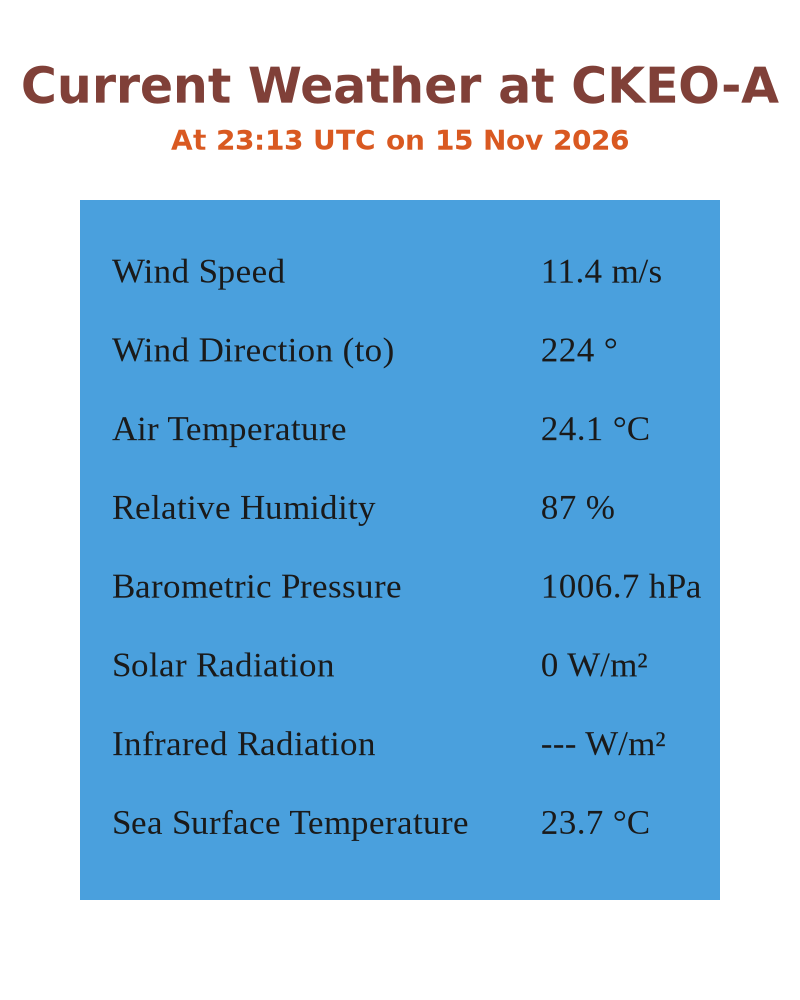 Current Weather at CKEO-A
At 23:13 UTC on 15 Nov 2026
Wind Speed 11.4 m/s
Wind Direction (to) 224 °
Air Temperature 24.1 °C
Relative Humidity 87 %
Barometric Pressure 1006.7 hPa
Solar Radiation 0 W/m²
Infrared Radiation --- W/m²
Sea Surface Temperature 23.7 °C